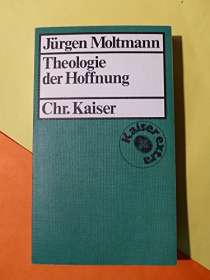 Jürgen Moltmann
Theologie
der Hoffnung
Chr. Kaiser
Kaiser extra